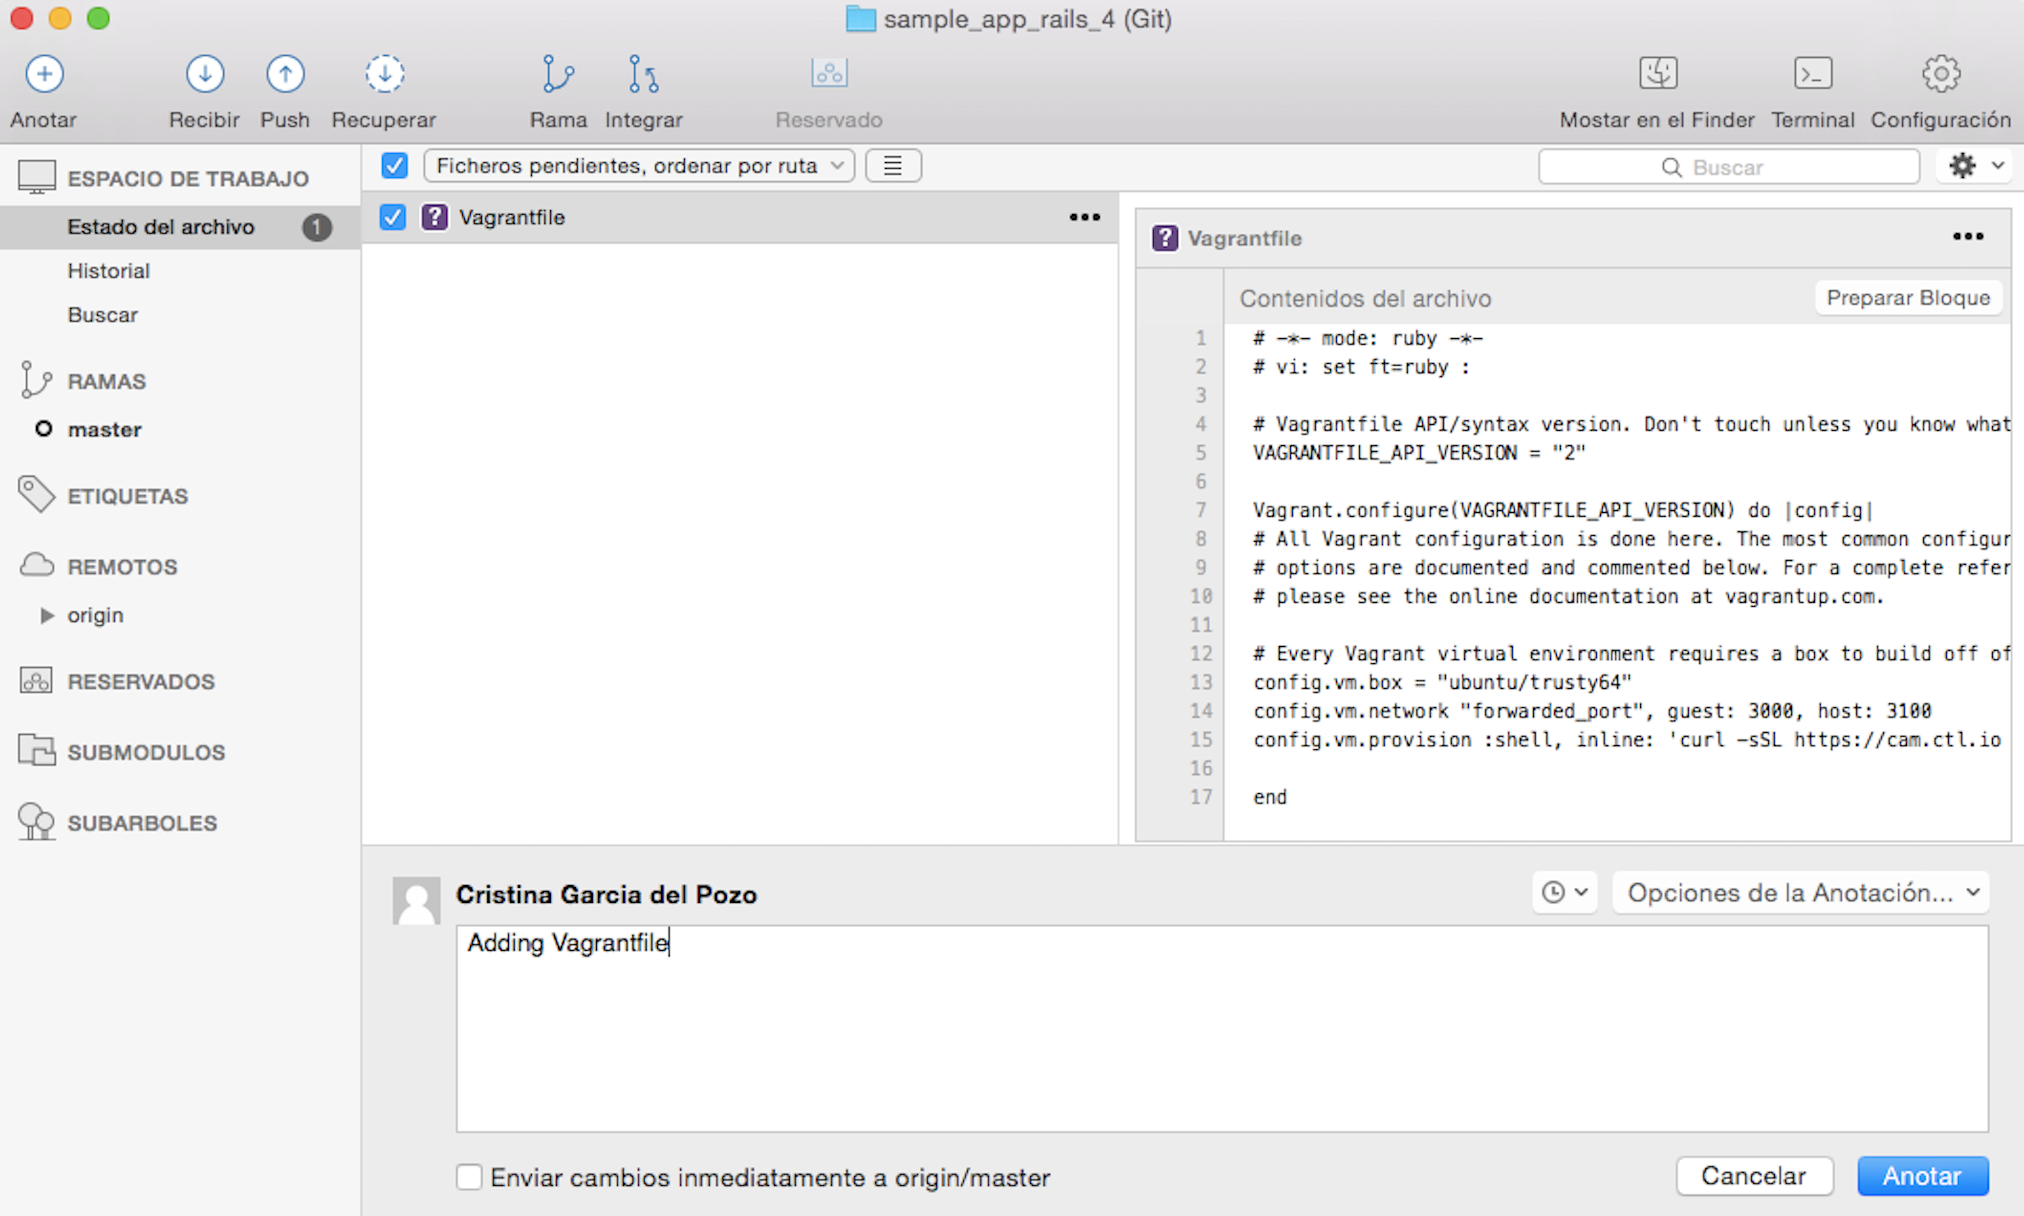 sample_app_rails_4 (Git)
Anotar
Recibir
Push
Recuperar
Rama
Integrar
Reservado
Mostar en el Finder
Terminal
Configuración
ESPACIO DE TRABAJO
Estado del archivo 1
Historial
Buscar
RAMAS
master
ETIQUETAS
REMOTOS
origin
RESERVADOS
SUBMODULOS
SUBARBOLES
Ficheros pendientes, ordenar por ruta
Buscar
? Vagrantfile
? Vagrantfile
Contenidos del archivo
Preparar Bloque
1 # -*- mode: ruby -*-
2 # vi: set ft=ruby :
3
4 # Vagrantfile API/syntax version. Don't touch unless you know what
5 VAGRANTFILE_API_VERSION = "2"
6
7 Vagrant.configure(VAGRANTFILE_API_VERSION) do |config|
8 # All Vagrant configuration is done here. The most common configur
9 # options are documented and commented below. For a complete refer
10 # please see the online documentation at vagrantup.com.
11
12 # Every Vagrant virtual environment requires a box to build off of
13 config.vm.box = "ubuntu/trusty64"
14 config.vm.network "forwarded_port", guest: 3000, host: 3100
15 config.vm.provision :shell, inline: 'curl -sSL https://cam.ctl.io
16
17 end
Cristina Garcia del Pozo
Opciones de la Anotación...
Adding Vagrantfile
Enviar cambios inmediatamente a origin/master
Cancelar
Anotar